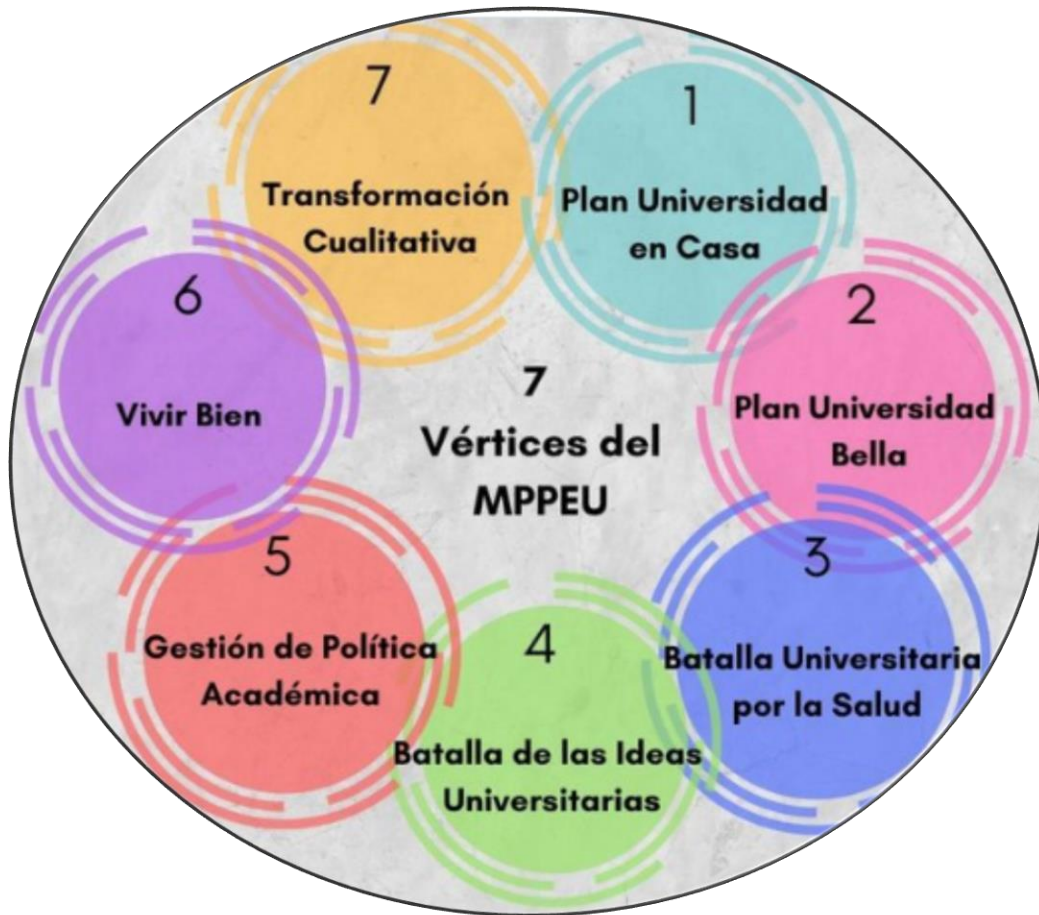 7
Vértices del
MPPEU
1
Plan Universidad
en Casa
2
Plan Universidad
Bella
3
Batalla Universitaria
por la Salud
4
Batalla de las Ideas
Universitarias
5
Gestión de Política
Académica
6
Vivir Bien
7
Transformación
Cualitativa